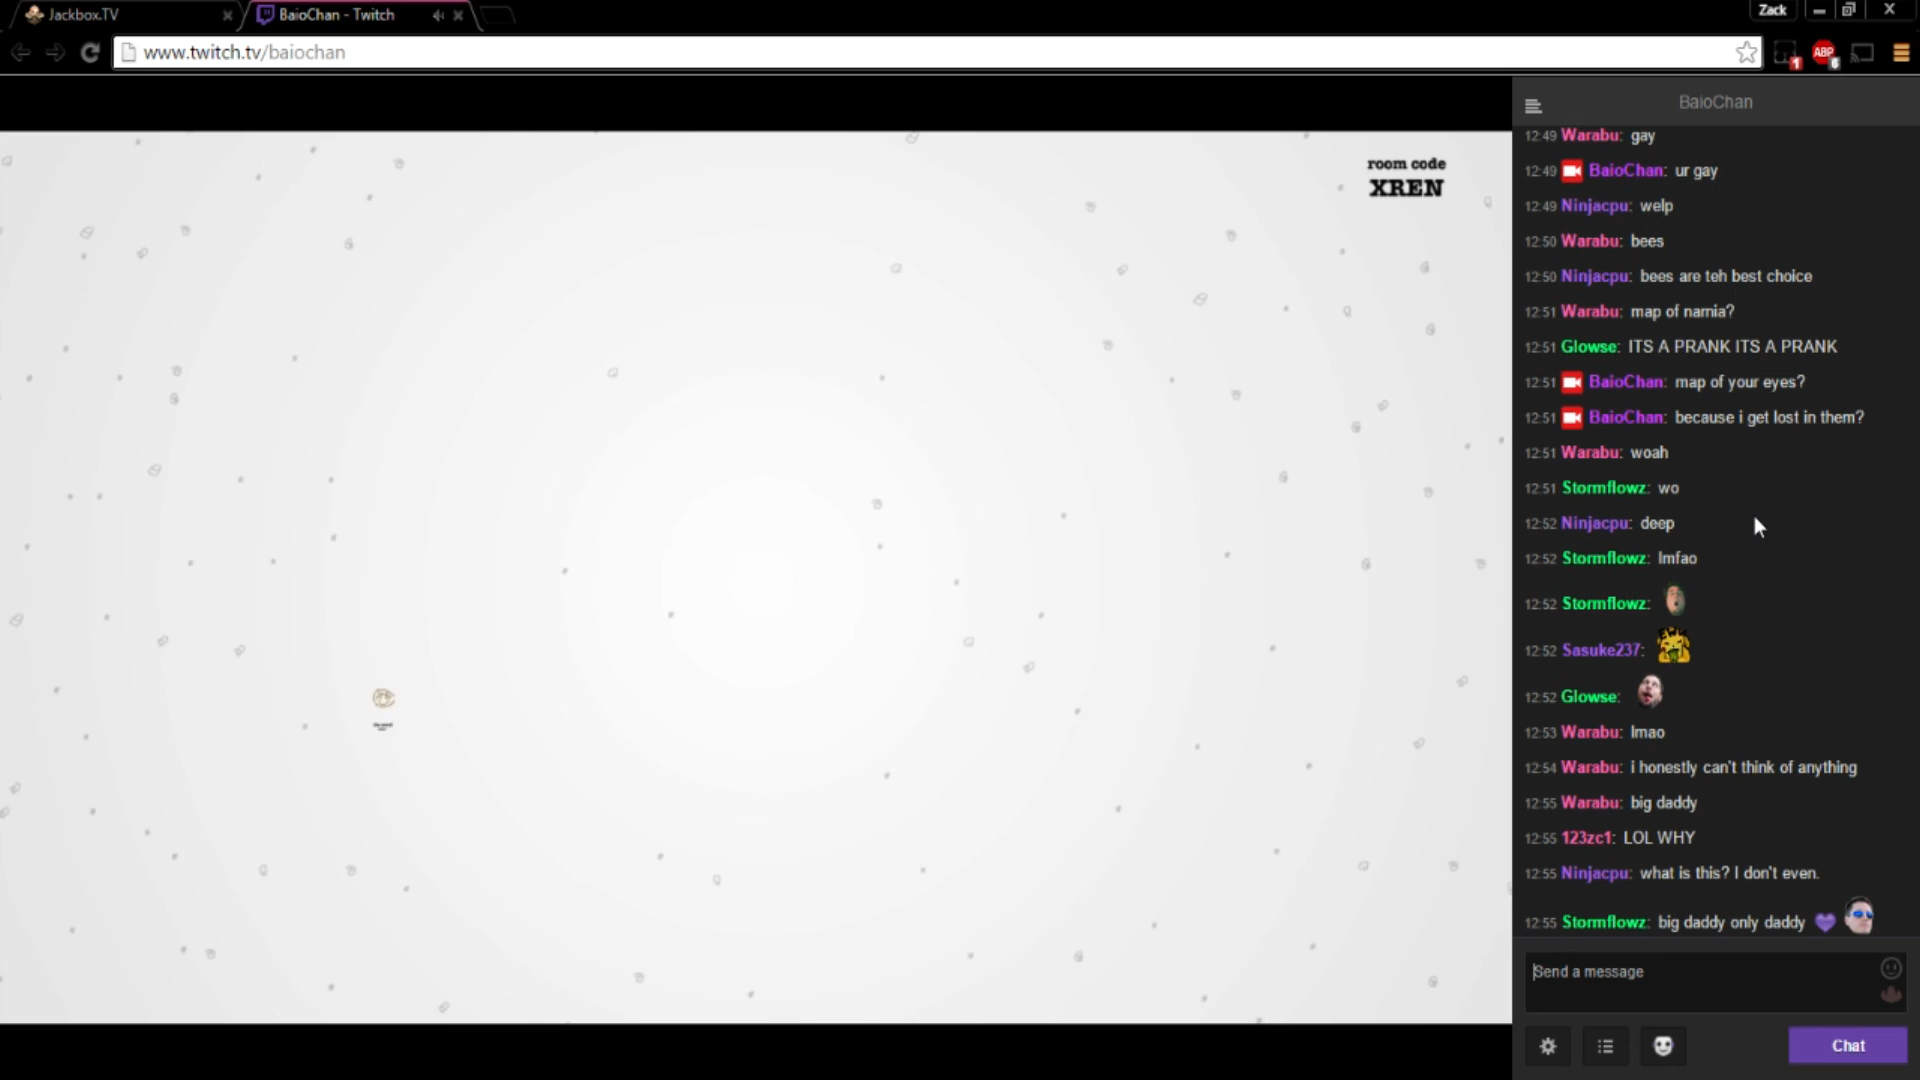 Jackbox.TV
BaioChan - Twitch
Zack
www.twitch.tv/baiochan
1
ABP
6
room code
XREN
BaioChan
12:49 Warabu: gay
12:49 BaioChan: ur gay
12:49 Ninjacpu: welp
12:50 Warabu: bees
12:50 Ninjacpu: bees are teh best choice
12:51 Warabu: map of narnia?
12:51 Glowse: ITS A PRANK ITS A PRANK
12:51 BaioChan: map of your eyes?
12:51 BaioChan: because i get lost in them?
12:51 Warabu: woah
12:51 Stormflowz: wo
12:52 Ninjacpu: deep
12:52 Stormflowz: lmfao
12:52 Stormflowz:
12:52 Sasuke237:
12:52 Glowse:
12:53 Warabu: lmao
12:54 Warabu: i honestly can't think of anything
12:55 Warabu: big daddy
12:55 123zc1: LOL WHY
12:55 Ninjacpu: what is this? I don't even.
12:55 Stormflowz: big daddy only daddy
Send a message
Chat